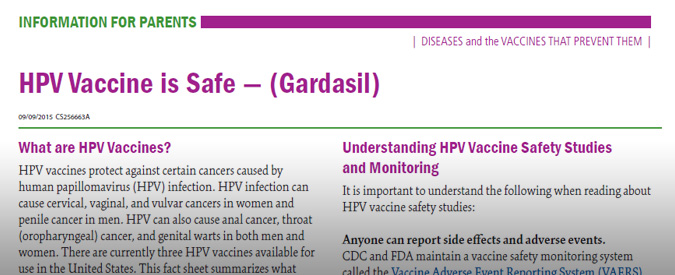 INFORMATION FOR PARENTS
| DISEASES and the VACCINES THAT PREVENT THEM |
HPV Vaccine is Safe — (Gardasil)
09/09/2015 CS256663A
What are HPV Vaccines?
HPV vaccines protect against certain cancers caused by
human papillomavirus (HPV) infection. HPV infection can
cause cervical, vaginal, and vulvar cancers in women and
penile cancer in men. HPV can also cause anal cancer, throat
(oropharyngeal) cancer, and genital warts in both men and
women. There are currently three HPV vaccines available for
use in the United States. This fact sheet summarizes what
Understanding HPV Vaccine Safety Studies
and Monitoring
It is important to understand the following when reading about
HPV vaccine safety studies:
Anyone can report side effects and adverse events.
CDC and FDA maintain a vaccine safety monitoring system
called the Vaccine Adverse Event Reporting System (VAERS).